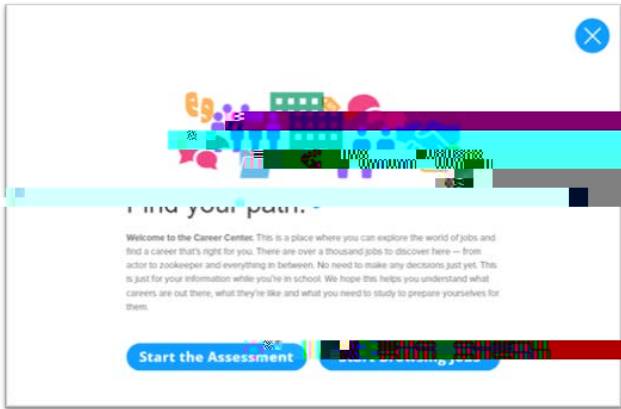 Find your path.
Welcome to the Career Center. This is a place where you can explore the world of jobs and
find a career that's right for you. There are over a thousand jobs to discover here — from
actor to zookeeper and everything in between. No need to make any decisions just yet. This
is just for your information while you're in school. We hope this helps you understand what
careers are out there, what they're like and what you need to study to prepare yourselves for
them.
Start the Assessment
Start Browsing Jobs